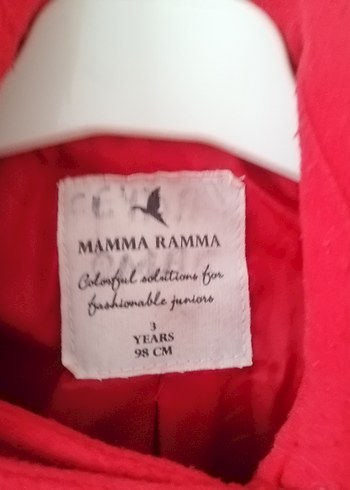 MAMMA RAMMA
Colorful solutions for
fashionable juniors
3
YEARS
98 CM